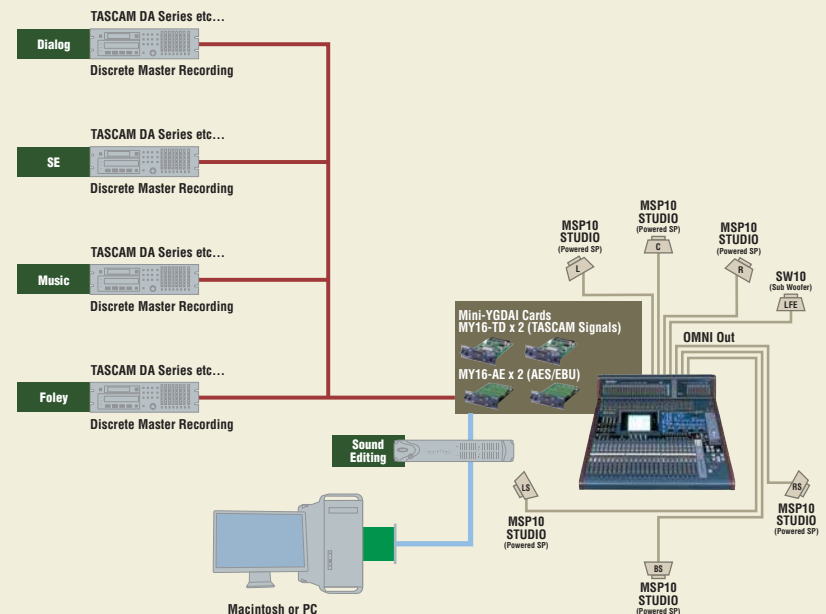 TASCAM DA Series etc...
Dialog
Discrete Master Recording
TASCAM DA Series etc...
SE
Discrete Master Recording
TASCAM DA Series etc...
Music
Discrete Master Recording
TASCAM DA Series etc...
Foley
Discrete Master Recording
Sound
Editing
Macintosh or PC
Mini-YGDAI Cards
MY16-TD x 2 (TASCAM Signals)
MY16-AE x 2 (AES/EBU)
MSP10
STUDIO
(Powered SP)
L
MSP10
STUDIO
(Powered SP)
C
MSP10
STUDIO
(Powered SP)
R
SW10
(Sub Woofer)
LFE
OMNI Out
LS
MSP10
STUDIO
(Powered SP)
RS
MSP10
STUDIO
(Powered SP)
BS
MSP10
STUDIO
(Powered SP)